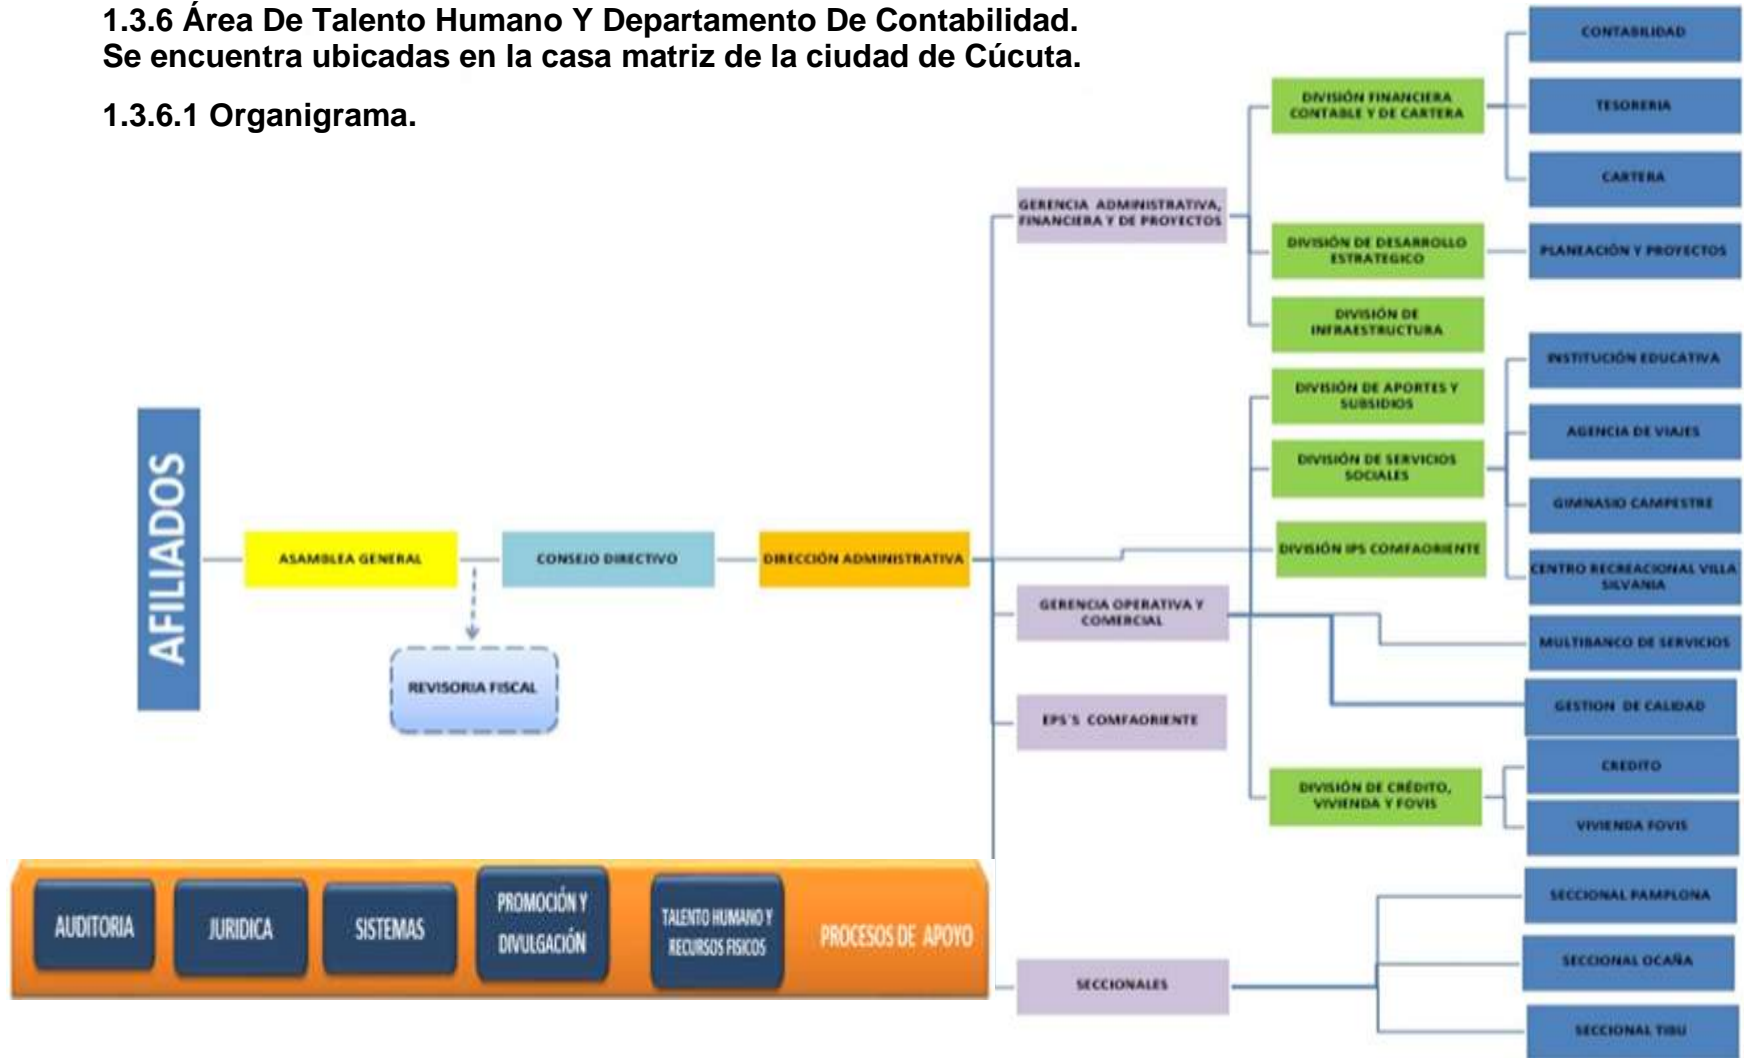 1.3.6 Área De Talento Humano Y Departamento De Contabilidad.
Se encuentra ubicadas en la casa matriz de la ciudad de Cúcuta.
1.3.6.1 Organigrama.
AFILIADOS
ASAMBLEA GENERAL
REVISORIA FISCAL
CONSEJO DIRECTIVO
DIRECCIÓN ADMINISTRATIVA
GERENCIA ADMINISTRATIVA,
FINANCIERA Y DE PROYECTOS
DIVISIÓN FINANCIERA
CONTABLE Y DE CARTERA
CONTABILIDAD
TESORERIA
CARTERA
DIVISIÓN DE DESARROLLO
ESTRATEGICO
PLANEACIÓN Y PROYECTOS
DIVISIÓN DE
INFRAESTRUCTURA
DIVISIÓN DE APORTES Y
SUBSIDIOS
DIVISIÓN DE SERVICIOS
SOCIALES
INSTITUCIÓN EDUCATIVA
AGENCIA DE VIAJES
GIMNASIO CAMPESTRE
CENTRO RECREACIONAL VILLA
SILVANIA
DIVISIÓN IPS COMFAORIENTE
GERENCIA OPERATIVA Y
COMERCIAL
MULTIBANCO DE SERVICIOS
GESTION DE CALIDAD
EPS´S COMFAORIENTE
DIVISIÓN DE CRÉDITO,
VIVIENDA Y FOVIS
CREDITO
VIVIENDA FOVIS
SECCIONALES
SECCIONAL PAMPLONA
SECCIONAL OCAÑA
SECCIONAL TIBU
AUDITORIA
JURIDICA
SISTEMAS
PROMOCIÓN Y
DIVULGACIÓN
TALENTO HUMANO Y
RECURSOS FISICOS
PROCESOS DE APOYO